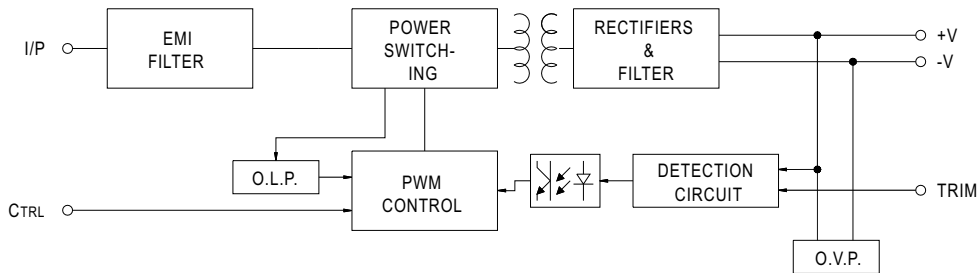 I/P
EMI
FILTER
POWER
SWITCH-
ING
RECTIFIERS
&
FILTER
+V
-V
O.L.P.
PWM
CONTROL
DETECTION
CIRCUIT
TRIM
CTRL
O.V.P.